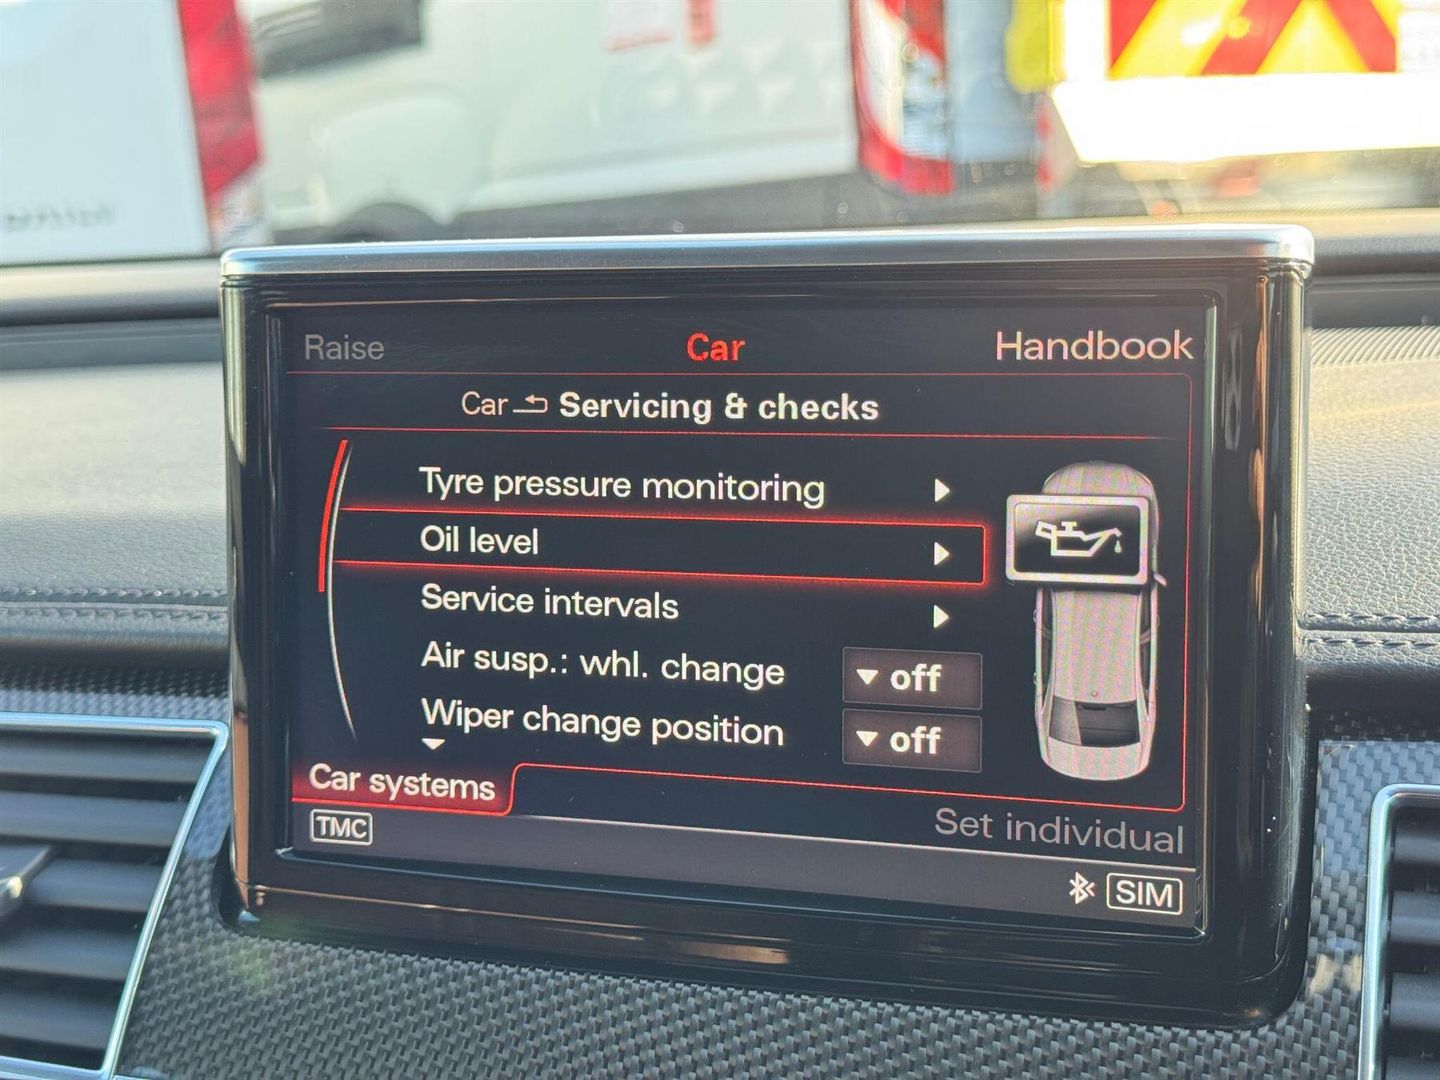 Raise Car Handbook
Car Servicing & checks
Tyre pressure monitoring
Oil level
Service intervals
Air susp.: whl. change off
Wiper change position off
Car systems
TMC
Set individual
SIM